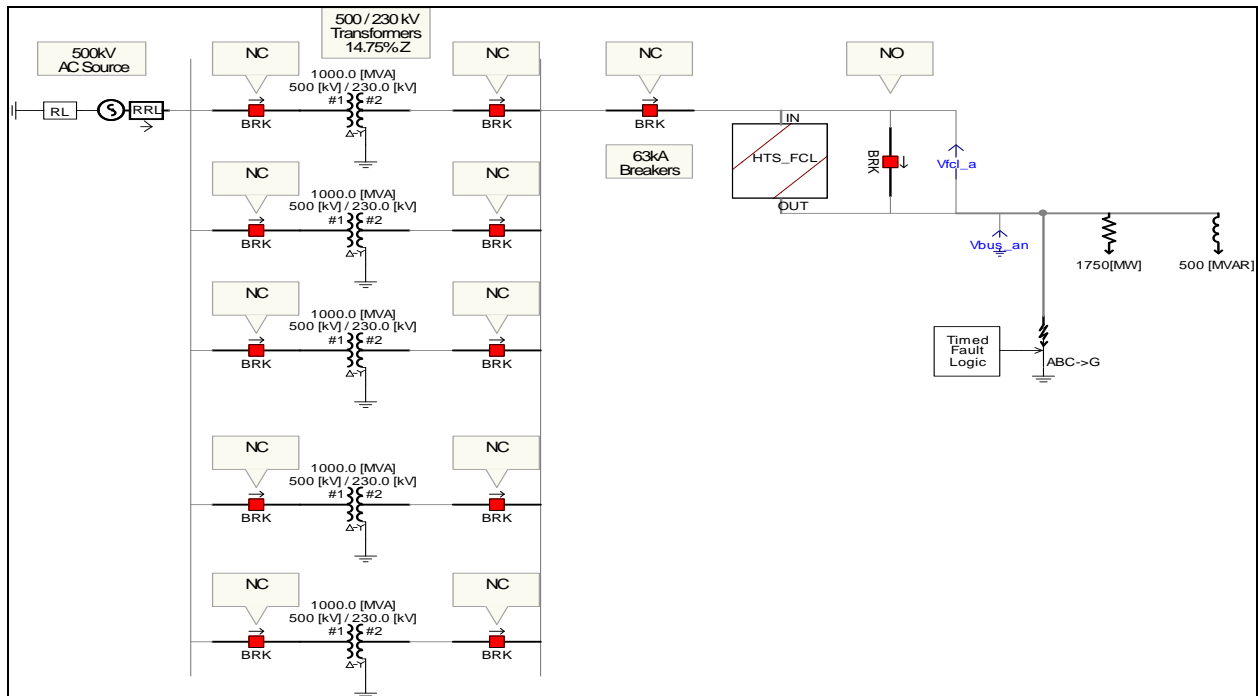 500kV
AC Source
NC
500 / 230 kV
Transformers
14.75% Z
NC
NC
NO
RL
S
RRL
BRK
1000.0 [MVA]
500 [kV] / 230.0 [kV]
#1
#2
Δ-Y
BRK
BRK
63kA
Breakers
IN
HTS_FCL
OUT
BRK
Vfcl_a
Vbus_an
1750[MW]
500 [MVAR]
Timed
Fault
Logic
ABC->G
NC
BRK
1000.0 [MVA]
500 [kV] / 230.0 [kV]
#1
#2
Δ-Y
NC
BRK
NC
BRK
1000.0 [MVA]
500 [kV] / 230.0 [kV]
#1
#2
Δ-Y
NC
BRK
NC
BRK
1000.0 [MVA]
500 [kV] / 230.0 [kV]
#1
#2
Δ-Y
NC
BRK
NC
BRK
1000.0 [MVA]
500 [kV] / 230.0 [kV]
#1
#2
Δ-Y
NC
BRK